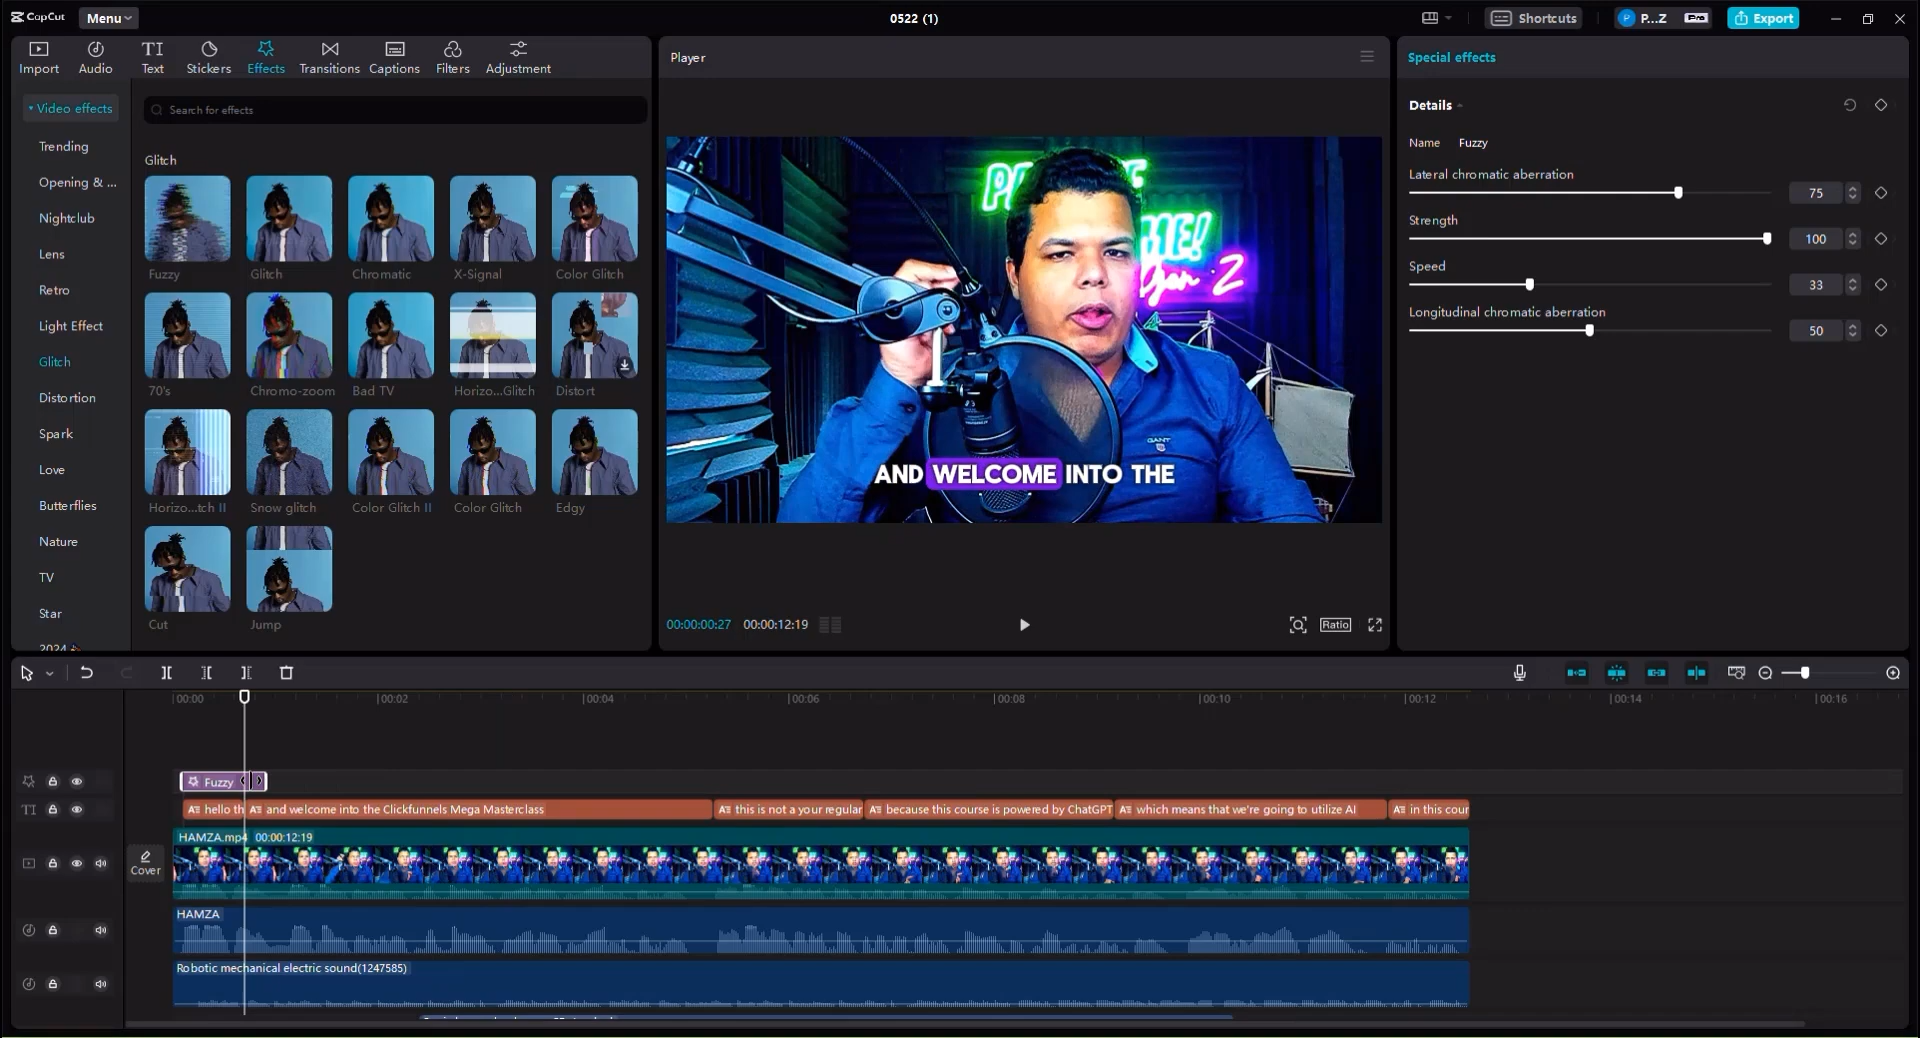 CapCut
Menu
0522 (1)
Shortcuts
P...Z
Pro
Export
Import
Audio
TI
Text
Stickers
Effects
Transitions
Captions
Filters
Adjustment
Video effects
Trending
Opening & ...
Nightclub
Lens
Retro
Light Effect
Glitch
Distortion
Spark
Love
Butterflies
Nature
TV
Star
2024
Search for effects
Glitch
Fuzzy
Glitch
Chromatic
X-Signal
Color Glitch
70's
Chromo-zoom
Bad TV
Horizo...Glitch
Distort
Horizo...tch II
Snow glitch
Color Glitch II
Color Glitch
Edgy
Cut
Jump
Player
GANT
AND WELCOME INTO THE
00:00:00:27 00:00:12:19
Ratio
Special effects
Details
Name Fuzzy
Lateral chromatic aberration
75
Strength
100
Speed
33
Longitudinal chromatic aberration
50
00:00 00:02 00:04 00:06 00:08 00:10 00:12 00:14 00:16
Fuzzy
TI
hello th
and welcome into the Clickfunnels Mega Masterclass
this is not a your regular
because this course is powered by ChatGPT
which means that we're going to utilize AI
in this cour
HAMZA.mp4 00:00:12:19
Cover
HAMZA
Robotic mechanical electric sound(1247585)